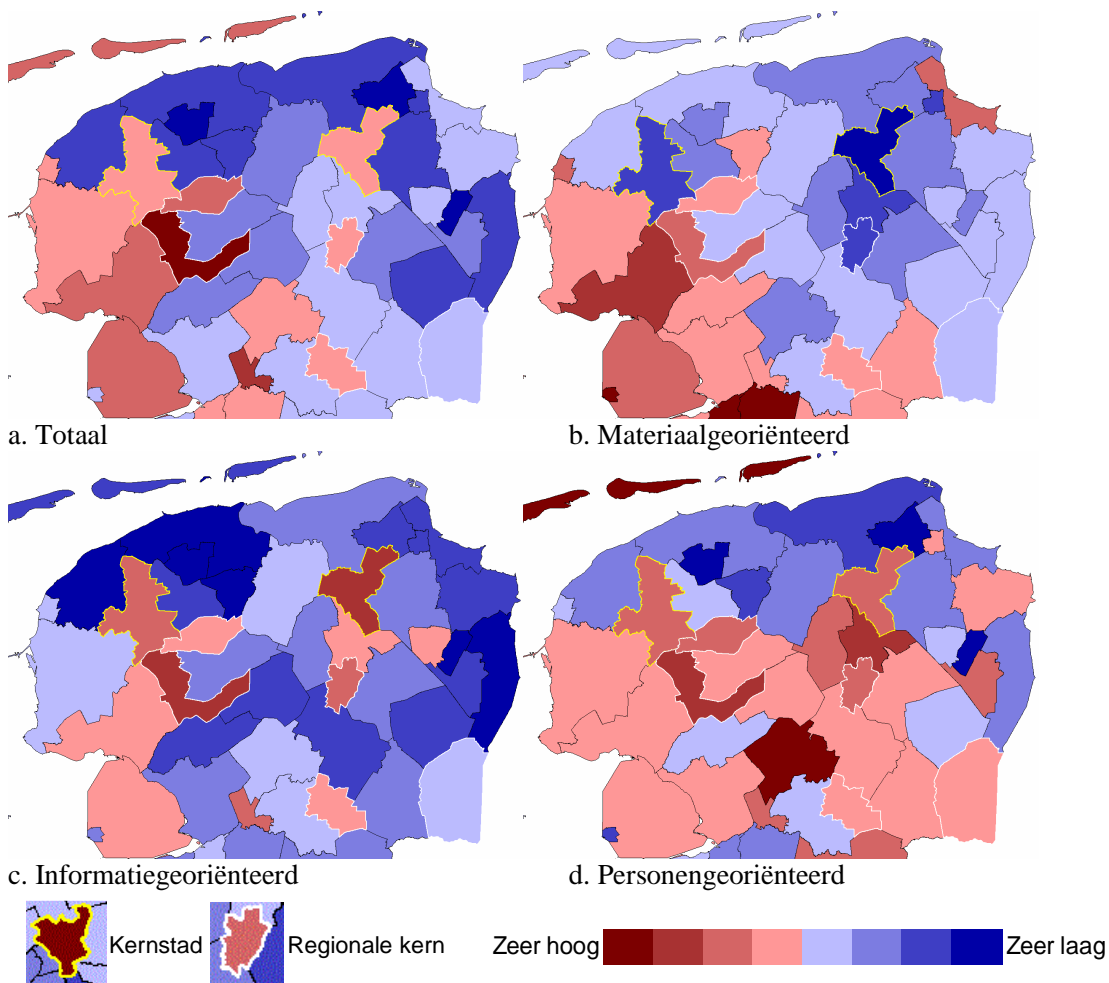 a. Totaal
b. Materiaalgeoriënteerd
c. Informatiegeoriënteerd
d. Personengeoriënteerd
Kernstad
Regionale kern
Zeer hoog
Zeer laag